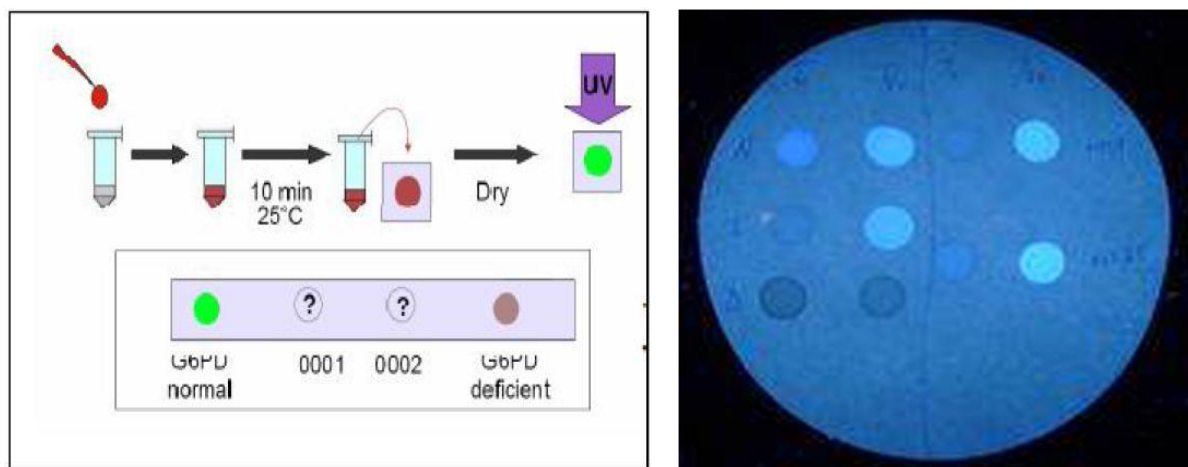 UV
10 min
25°C
Dry
? ?
G6PD 0001 0002 G6PD
normal deficient